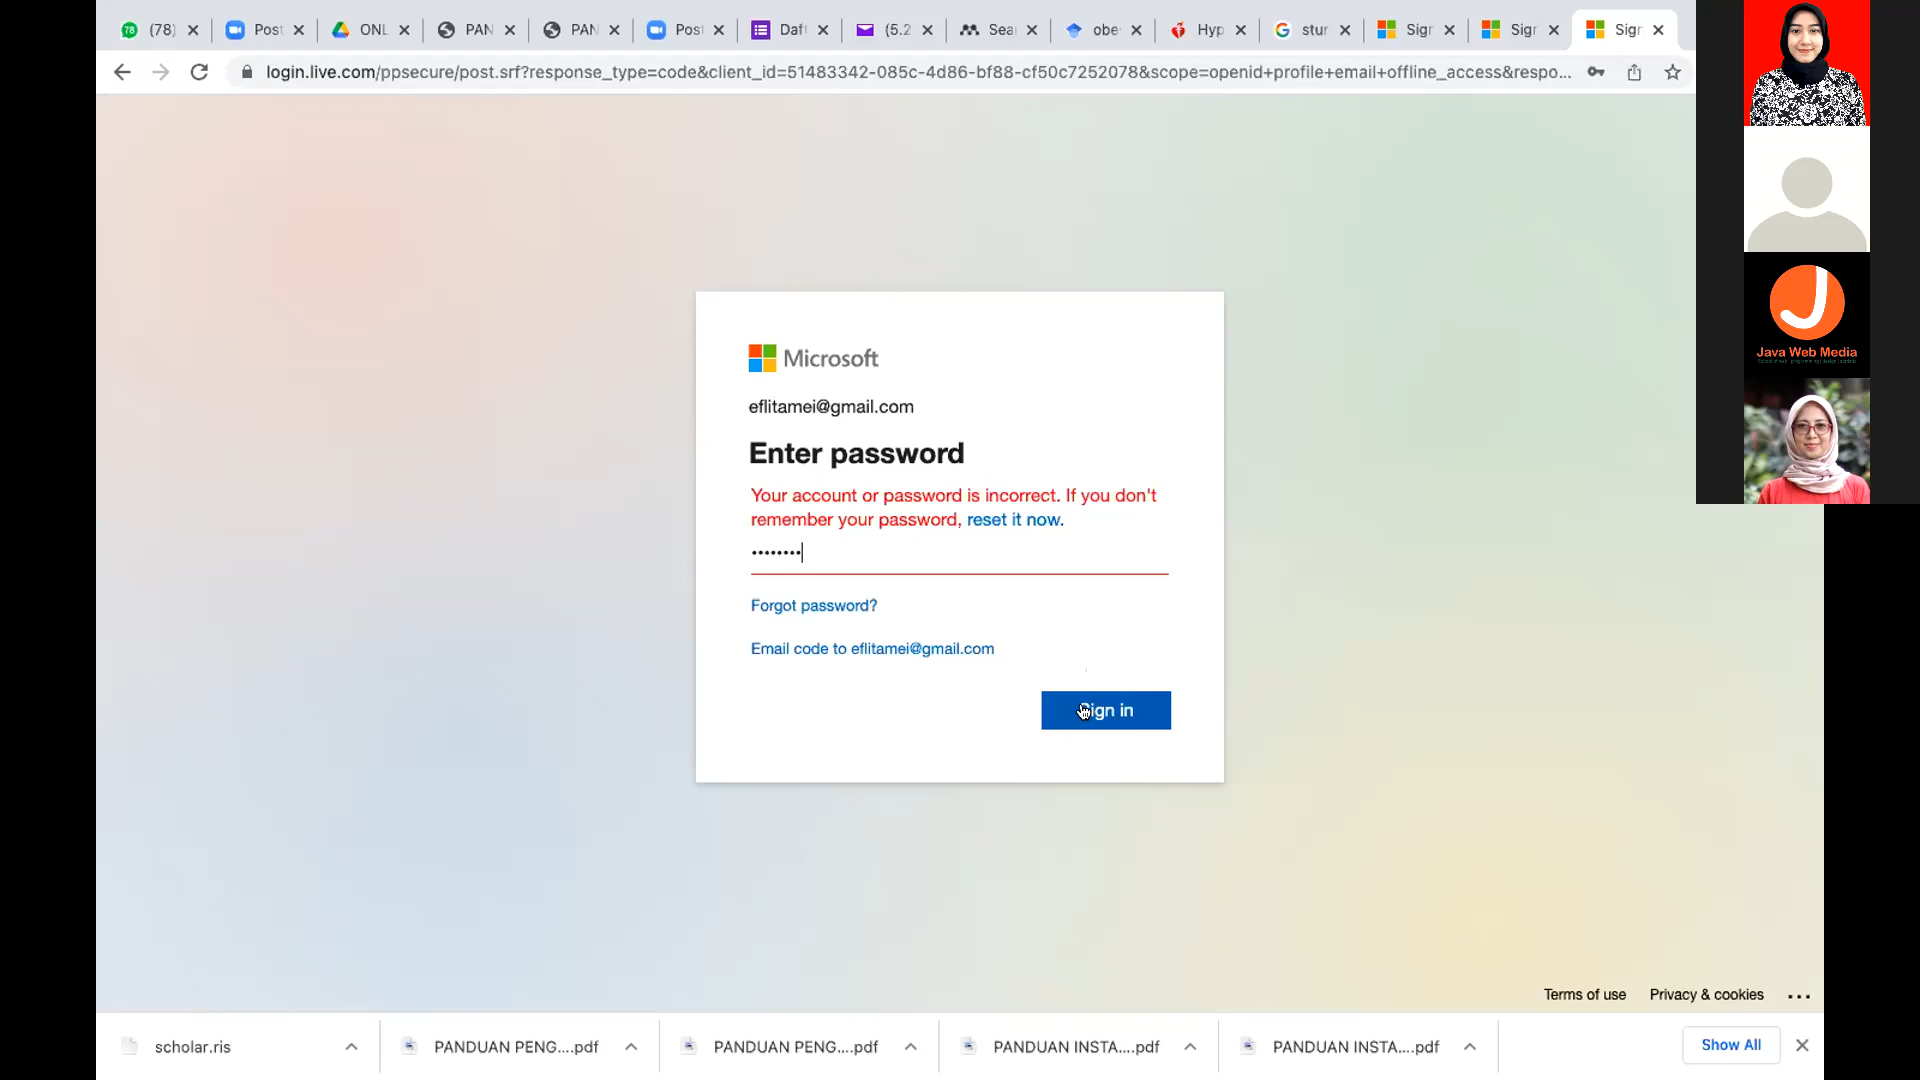 78 (78)
Post
ONL
PAN
PAN
Post
Daft
(5.2
Sea
obe
Hyp
G stur
Sign
Sign
Sign
login.live.com/ppsecure/post.srf?response_type=code&client_id=51483342-085c-4d86-bf88-cf50c7252078&scope=openid+profile+email+offline_access&respo...
Java Web Media
Microsoft
eflitamei@gmail.com
Enter password
Your account or password is incorrect. If you don't
remember your password, reset it now.
Forgot password?
Email code to eflitamei@gmail.com
Sign in
Terms of use Privacy & cookies ...
scholar.ris
PANDUAN PENG....pdf
PANDUAN PENG....pdf
PANDUAN INSTA....pdf
PANDUAN INSTA....pdf
Show All